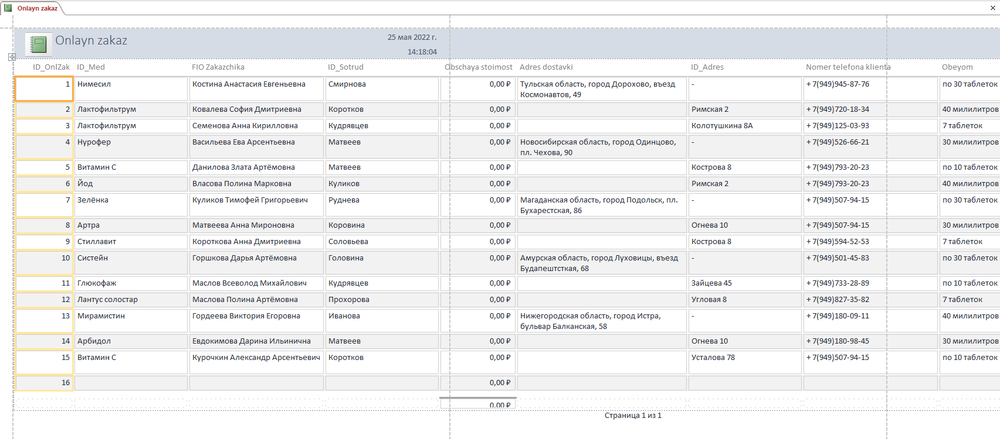 Onlayn zakaz
Onlayn zakaz
25 мая 2022 г.
14:18:04
ID_OnlZak ID_Med FIO Zakazchika ID_Sotrud Obschaya stoimost Adres dostavki ID_Adres Nomer telefona klienta Obeyom
1 Нимесил Костина Анастасия Евгеньевна Смирнова 0,00 ₽ Тульская область, город Дорохово, въезд - +7(949)945-87-76 по 30 таблеток
Космонавтов, 49
2 Лактофильтрум Ковалева София Дмитриевна Коротков 0,00 ₽ Римская 2 +7(949)720-18-34 40 милилитров
3 Лактофильтрум Семенова Анна Кирилловна Кудрявцев 0,00 ₽ Колотушкина 8А +7(949)125-03-93 7 таблеток
4 Нурофер Васильева Ева Арсентьевна Матвеев 0,00 ₽ Новосибирская область, город Одинцово, - +7(949)526-66-21 30 милилитров
пл. Чехова, 90
5 Витамин С Данилова Злата Артёмовна Матвеев 0,00 ₽ Кострова 8 +7(949)793-20-23 по 10 таблеток
6 Йод Власова Полина Марковна Куликов 0,00 ₽ Римская 2 +7(949)793-20-23 40 милилитров
7 Зелёнка Куликов Тимофей Григорьевич Руднева 0,00 ₽ Магаданская область, город Подольск, пл. - +7(949)507-94-15 по 30 таблеток
Бухарестская, 86
8 Артра Матвеева Анна Мироновна Коровина 0,00 ₽ Огнева 10 +7(949)507-94-15 30 милилитров
9 Стиллавит Короткова Анна Дмитриевна Соловьева 0,00 ₽ Кострова 8 +7(949)594-52-53 7 таблеток
10 Систейн Горшкова Дарья Артёмовна Головина 0,00 ₽ Амурская область, город Луховицы, въезд - +7(949)501-45-83 по 30 таблеток
Будапештсткая, 68
11 Глюкофаж Маслов Всеволод Михайлович Кудрявцев 0,00 ₽ Зайцева 45 +7(949)733-28-89 по 10 таблеток
12 Лантус солостар Маслова Полина Артёмовна Прохорова 0,00 ₽ Угловая 8 +7(949)827-35-82 7 таблеток
13 Мирамистин Гордеева Виктория Егоровна Иванова 0,00 ₽ Нижегородская область, город Истра, - +7(949)180-09-11 40 милилитров
бульвар Балканская, 58
14 Арбидол Евдокимова Дарина Ильинична Матвеев 0,00 ₽ Огнева 10 +7(949)180-98-45 30 милилитров
15 Витамин С Курочкин Александр Арсентьевич Коротков 0,00 ₽ Усталова 78 +7(949)507-94-15 по 10 таблеток
16 0,00 ₽
0,00 ₽
Страница 1 из 1